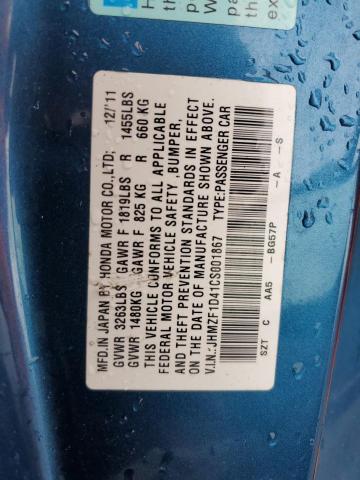 MFD. IN JAPAN BY HONDA MOTOR CO., LTD; 12/'11
GVWR 3263LBS GAWR F 1819LBS R 1455LBS
GVWR 1480KG GAWR F 825 KG R 660 KG
THIS VEHICLE CONFORMS TO ALL APPLICABLE
FEDERAL MOTOR VEHICLE SAFETY ,BUMPER,
AND THEFT PREVENTION STANDARDS IN EFFECT
ON THE DATE OF MANUFACTURE SHOWN ABOVE.
V.I.N.:JHMZF1D41CS001867 TYPE:PASSENGER CAR
SZT C AA5 -BG57P -A--S